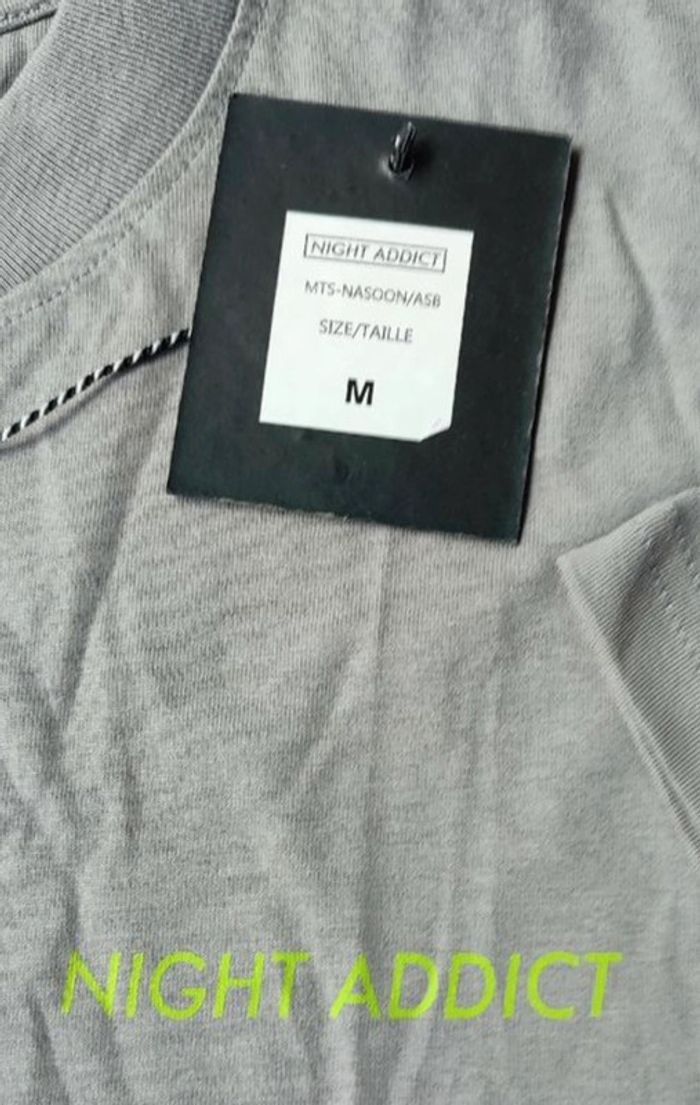 NIGHT ADDICT
MTS-NASOON/ASB
SIZE/TAILLE
M
NIGHT ADDICT